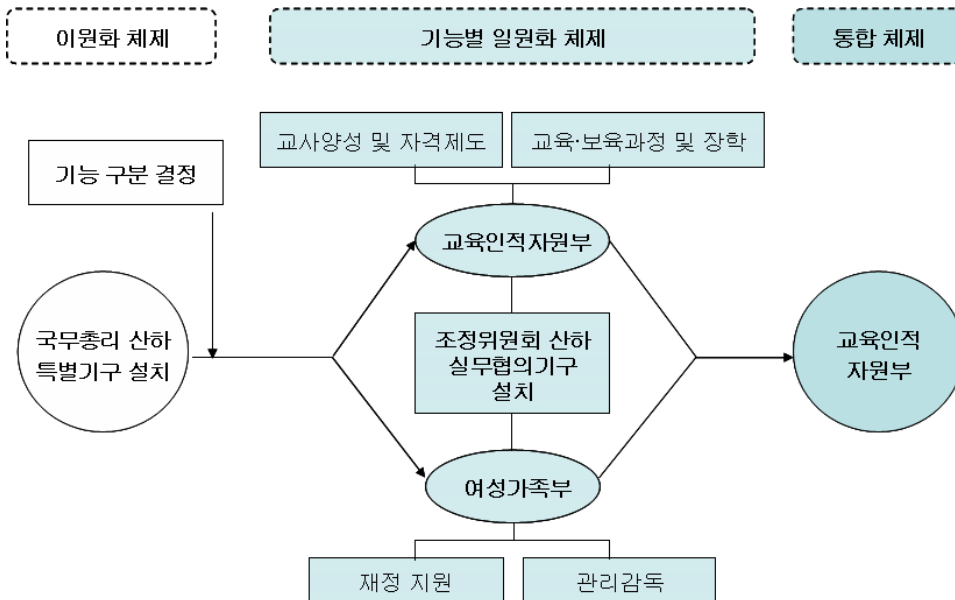 이원화 체제
기능별 일원화 체제
통합 체제
교사양성 및 자격제도
교육·보육과정 및 장학
기능 구분 결정
교육인적자원부
국무총리 산하
특별기구 설치
조정위원회 산하
실무협의기구
설치
교육인적
자원부
여성가족부
재정 지원
관리감독